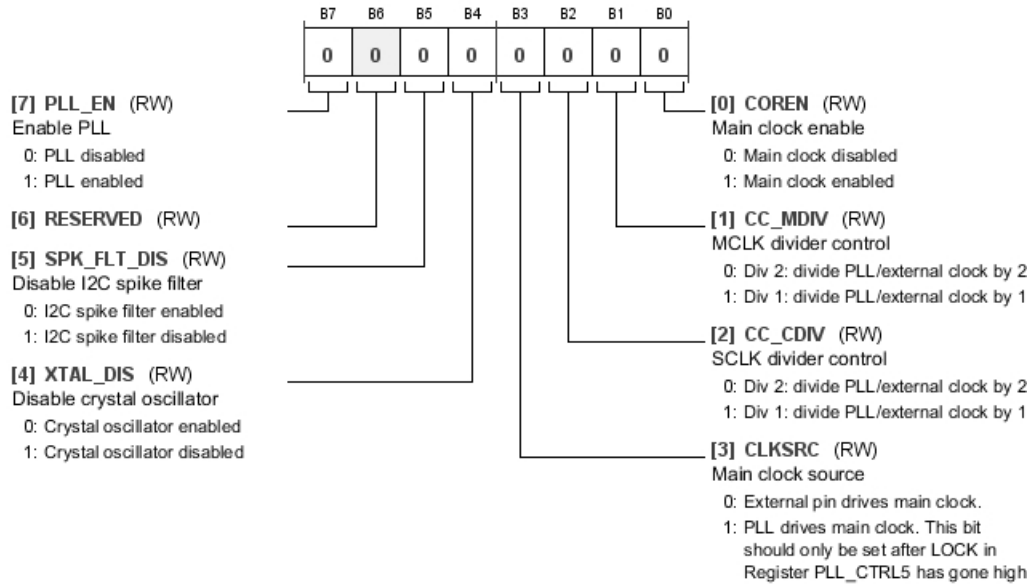 B7 B6 B5 B4 B3 B2 B1 B0
0 0 0 0 0 0 0 0
[7] PLL_EN (RW)
Enable PLL
0: PLL disabled
1: PLL enabled
[6] RESERVED (RW)
[5] SPK_FLT_DIS (RW)
Disable I2C spike filter
0: I2C spike filter enabled
1: I2C spike filter disabled
[4] XTAL_DIS (RW)
Disable crystal oscillator
0: Crystal oscillator enabled
1: Crystal oscillator disabled
[0] COREN (RW)
Main clock enable
0: Main clock disabled
1: Main clock enabled
[1] CC_MDIV (RW)
MCLK divider control
0: Div 2: divide PLL/external clock by 2
1: Div 1: divide PLL/external clock by 1
[2] CC_CDIV (RW)
SCLK divider control
0: Div 2: divide PLL/external clock by 2
1: Div 1: divide PLL/external clock by 1
[3] CLKSRC (RW)
Main clock source
0: External pin drives main clock.
1: PLL drives main clock. This bit
should only be set after LOCK in
Register PLL_CTRL5 has gone high